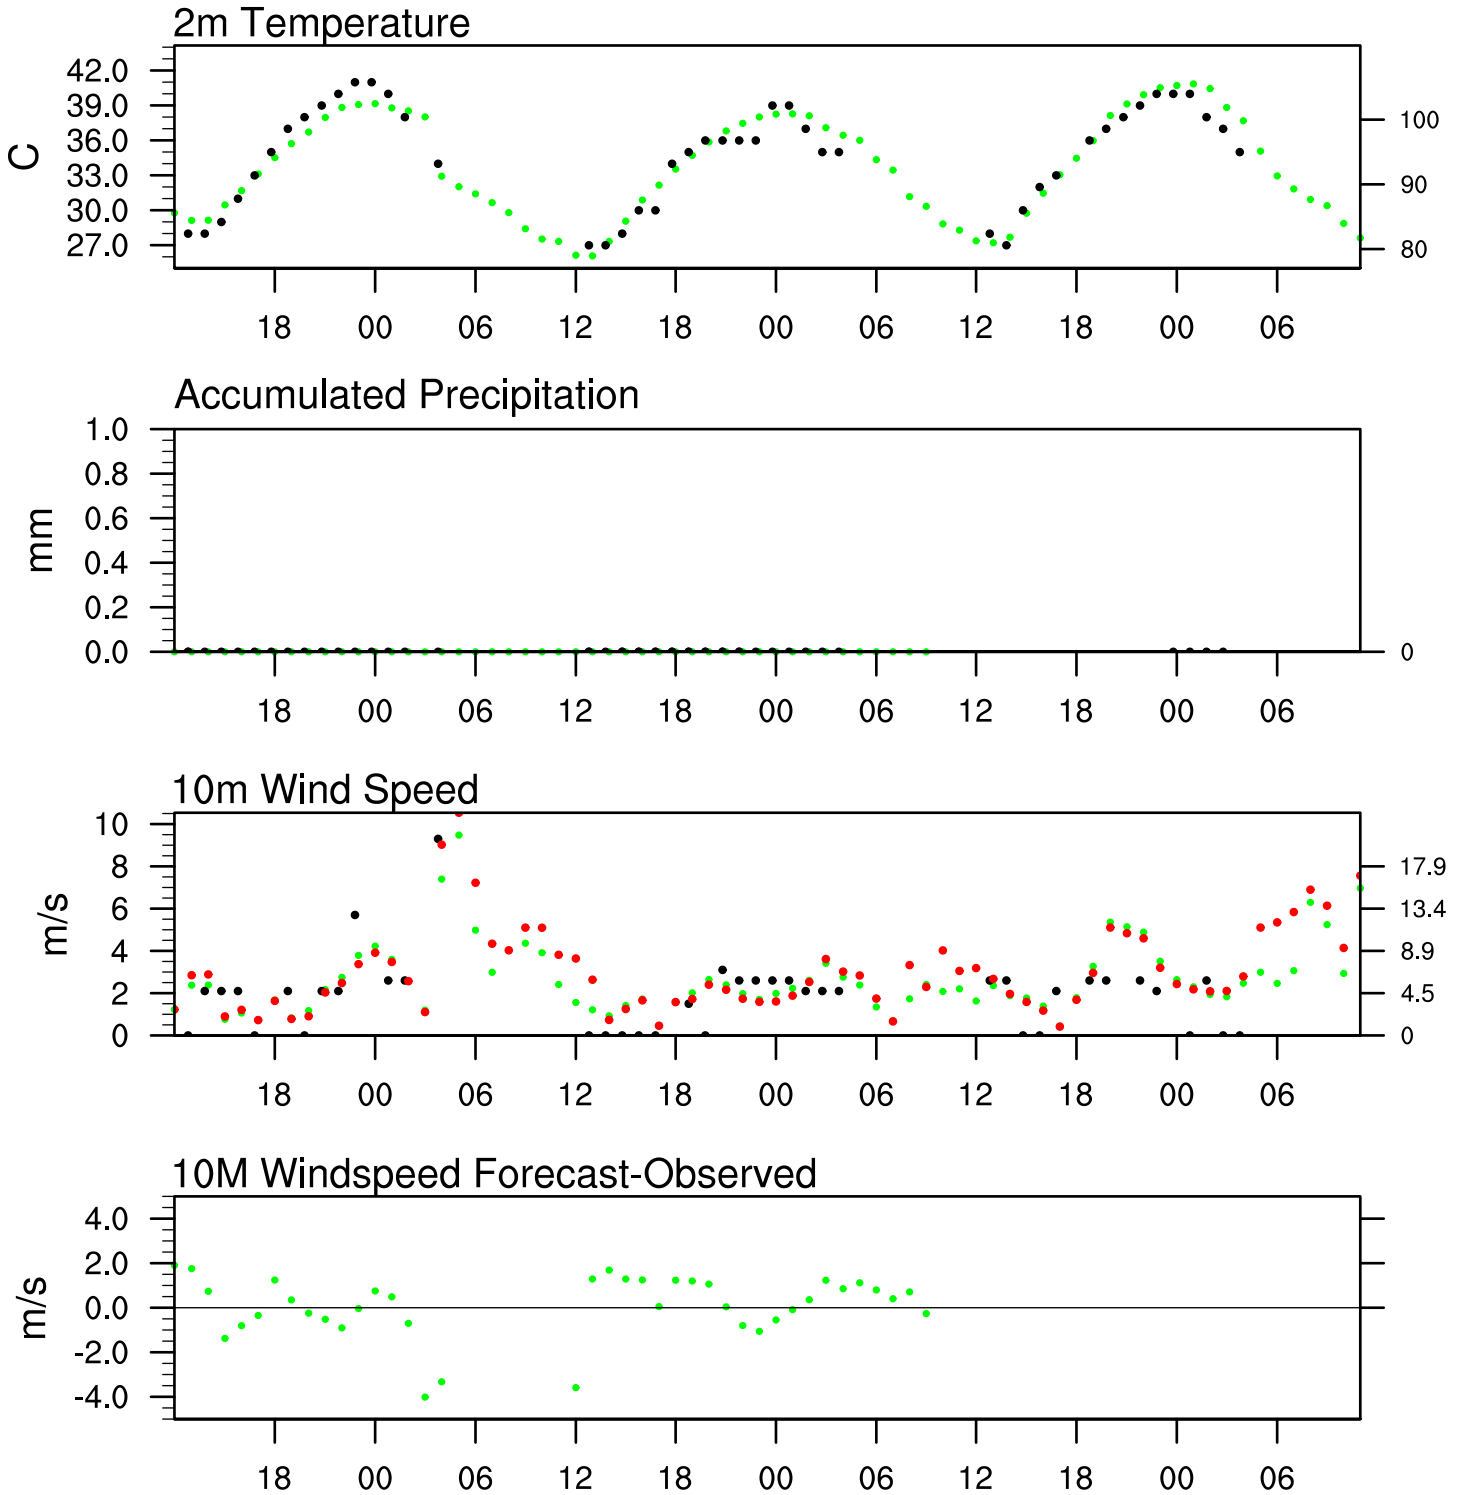 2m Temperature
42.0
39.0
36.0
33.0
30.0
27.0
C
100
90
80
18 00 06 12 18 00 06 12 18 00 06
Accumulated Precipitation
1.0
0.8
0.6
0.4
0.2
0.0
mm
0
18 00 06 12 18 00 06 12 18 00 06
10m Wind Speed
10
8
6
4
2
0
m/s
17.9
13.4
8.9
4.5
0
18 00 06 12 18 00 06 12 18 00 06
10M Windspeed Forecast-Observed
4.0
2.0
0.0
-2.0
-4.0
m/s
18 00 06 12 18 00 06 12 18 00 06